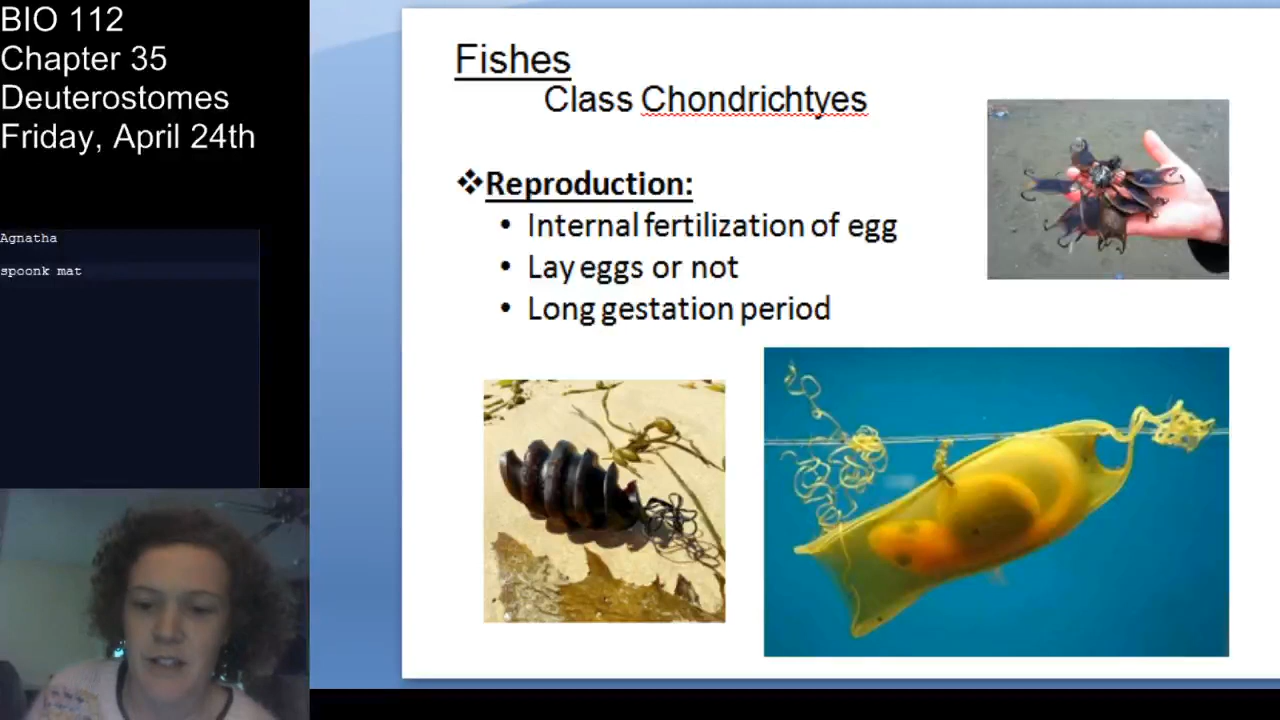 BIO 112
Chapter 35
Deuterostomes
Friday, April 24th
Agnatha
spoonk mat
Fishes
Class Chondrichtyes
❖Reproduction:
• Internal fertilization of egg
• Lay eggs or not
• Long gestation period